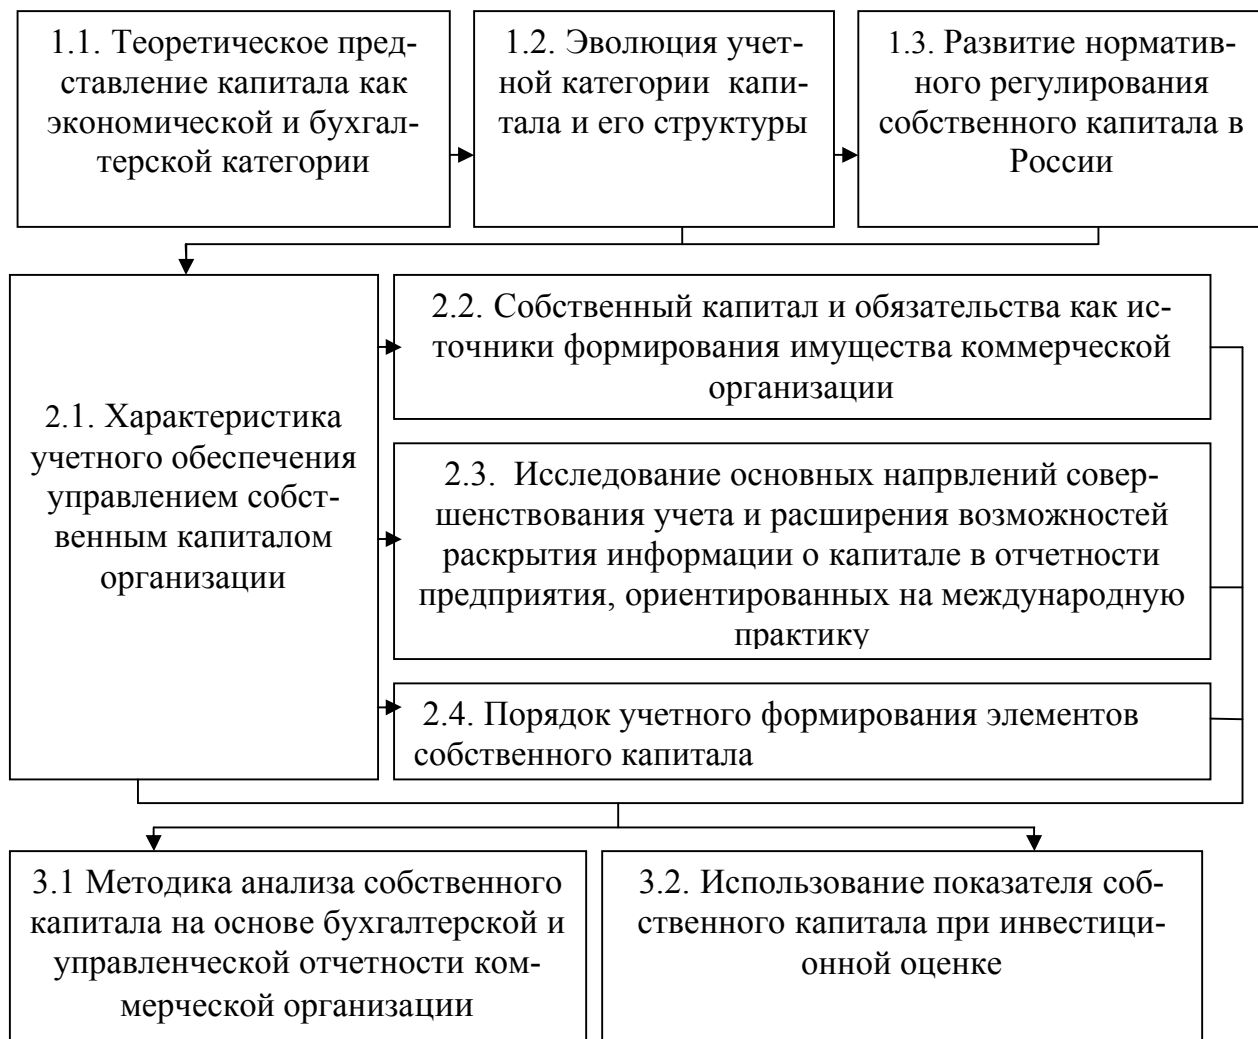 1.1. Теоретическое пред-
ставление капитала как
экономической и бухгал-
терской категории
1.2. Эволюция учет-
ной категории капи-
тала и его структуры
1.3. Развитие норматив-
ного регулирования
собственного капитала в
России
2.1. Характеристика
учетного обеспечения
управлением собст-
венным капиталом
организации
2.2. Собственный капитал и обязательства как ис-
точники формирования имущества коммерческой
организации
2.3. Исследование основных напрвлений совер-
шенствования учета и расширения возможностей
раскрытия информации о капитале в отчетности
предприятия, ориентированных на международную
практику
2.4. Порядок учетного формирования элементов
собственного капитала
3.1 Методика анализа собственного
капитала на основе бухгалтерской и
управленческой отчетности ком-
мерческой организации
3.2. Использование показателя соб-
ственного капитала при инвестици-
онной оценке